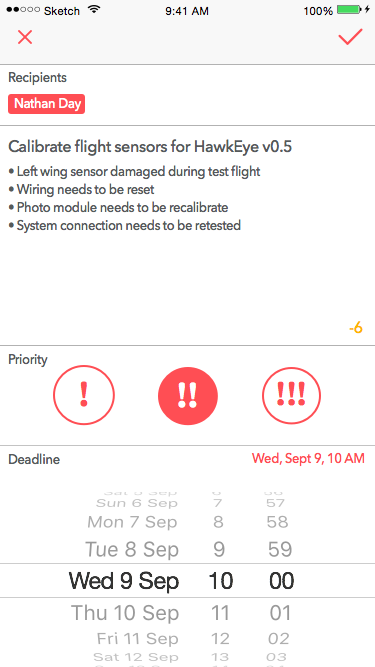 Sketch 9:41 AM 100%
Recipients
Nathan Day
Calibrate flight sensors for HawkEye v0.5
• Left wing sensor damaged during test flight
• Wiring needs to be reset
• Photo module needs to be recalibrate
• System connection needs to be retested
-6
Priority
! !! !!!
Deadline Wed, Sept 9, 10 AM
Sun 6 Sep 7 57
Mon 7 Sep 8 58
Tue 8 Sep 9 59
Wed 9 Sep 10 00
Thu 10 Sep 11 01
Fri 11 Sep 12 02
Sat 12 Sep 13 03